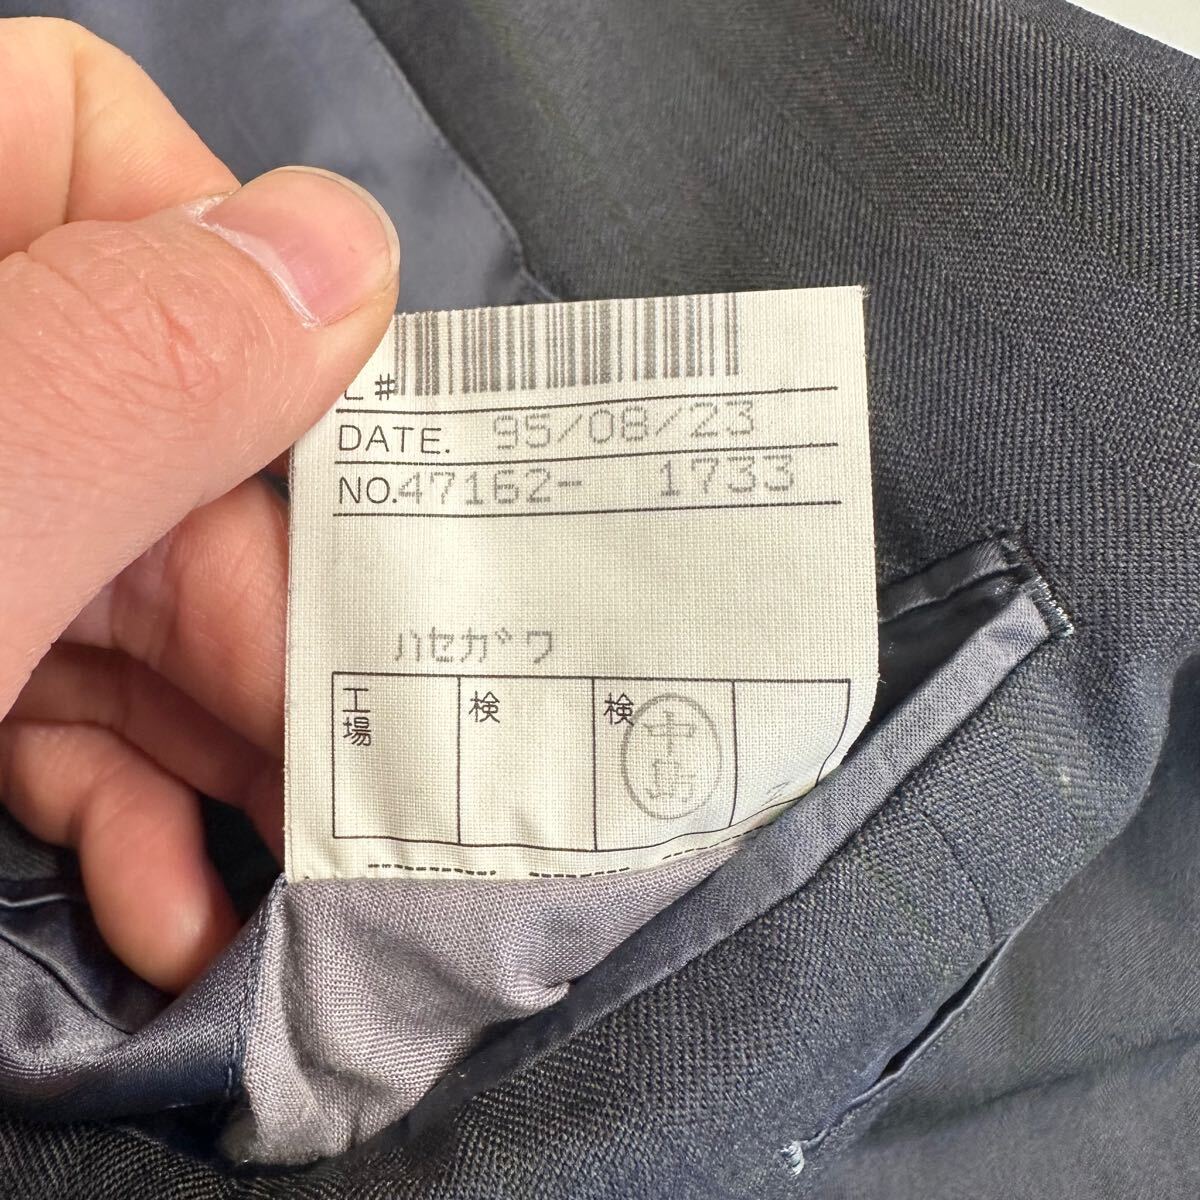 L #
DATE. 95/08/23
NO. 47162- 1733
ハセガワ
工場 検 検 中島